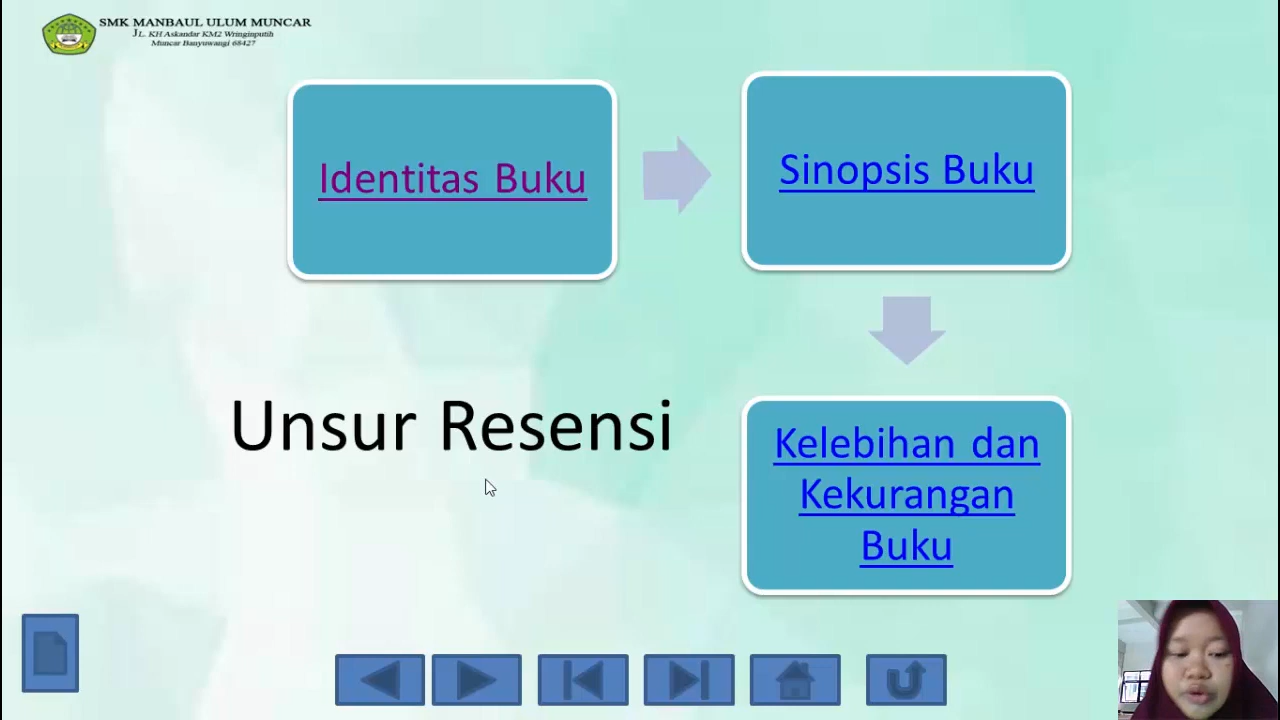 SMK MANBAUL ULUM MUNCAR
JL. KH Askandar KM2 Wringinputih
Muncar Banyuwangi 68427
Identitas Buku
Sinopsis Buku
Unsur Resensi
Kelebihan dan
Kekurangan
Buku